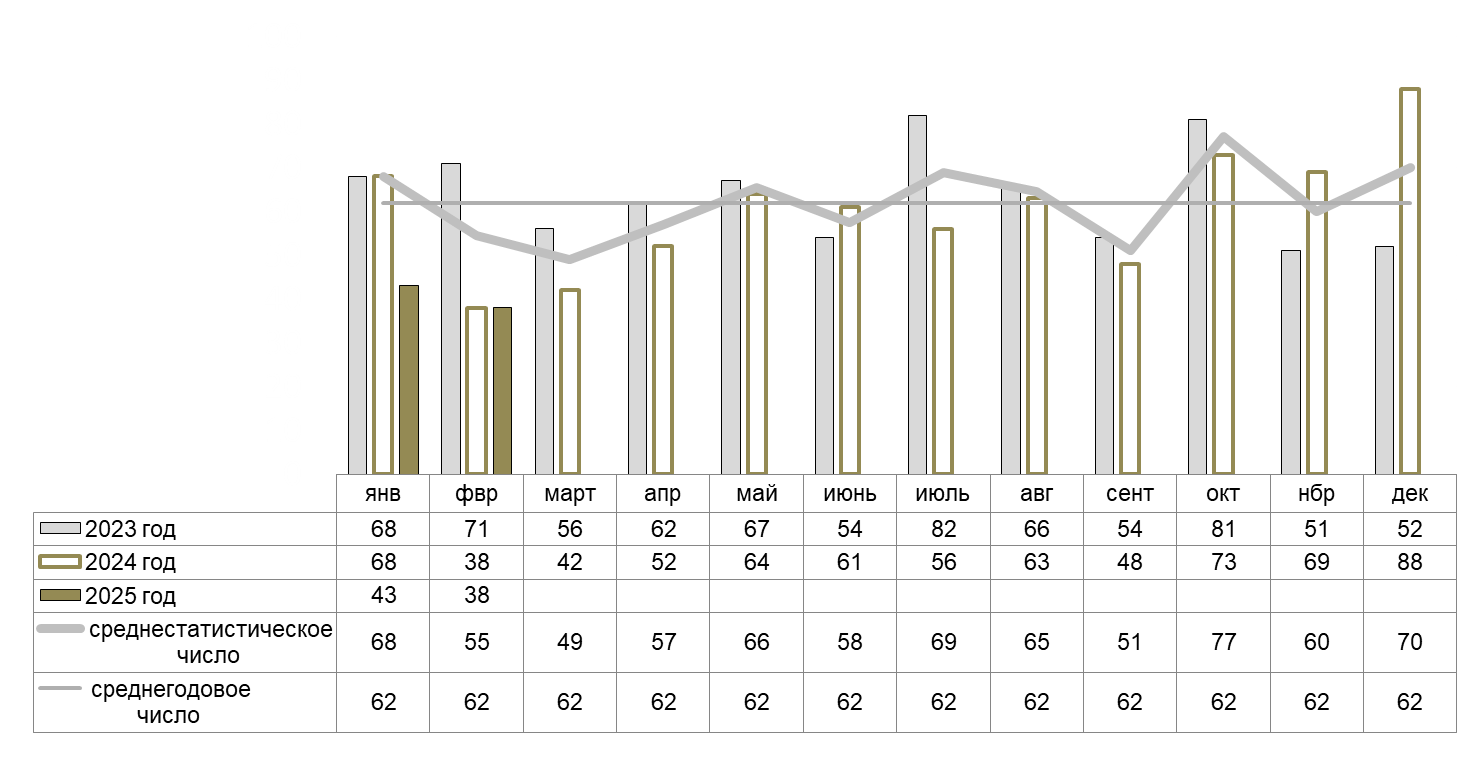 янв фвр март апр май июнь июль авг сент окт нбр дек
2023 год 68 71 56 62 67 54 82 66 54 81 51 52
2024 год 68 38 42 52 64 61 56 63 48 73 69 88
2025 год 43 38
среднестатистическое
число 68 55 49 57 66 58 69 65 51 77 60 70
среднегодовое
число 62 62 62 62 62 62 62 62 62 62 62 62